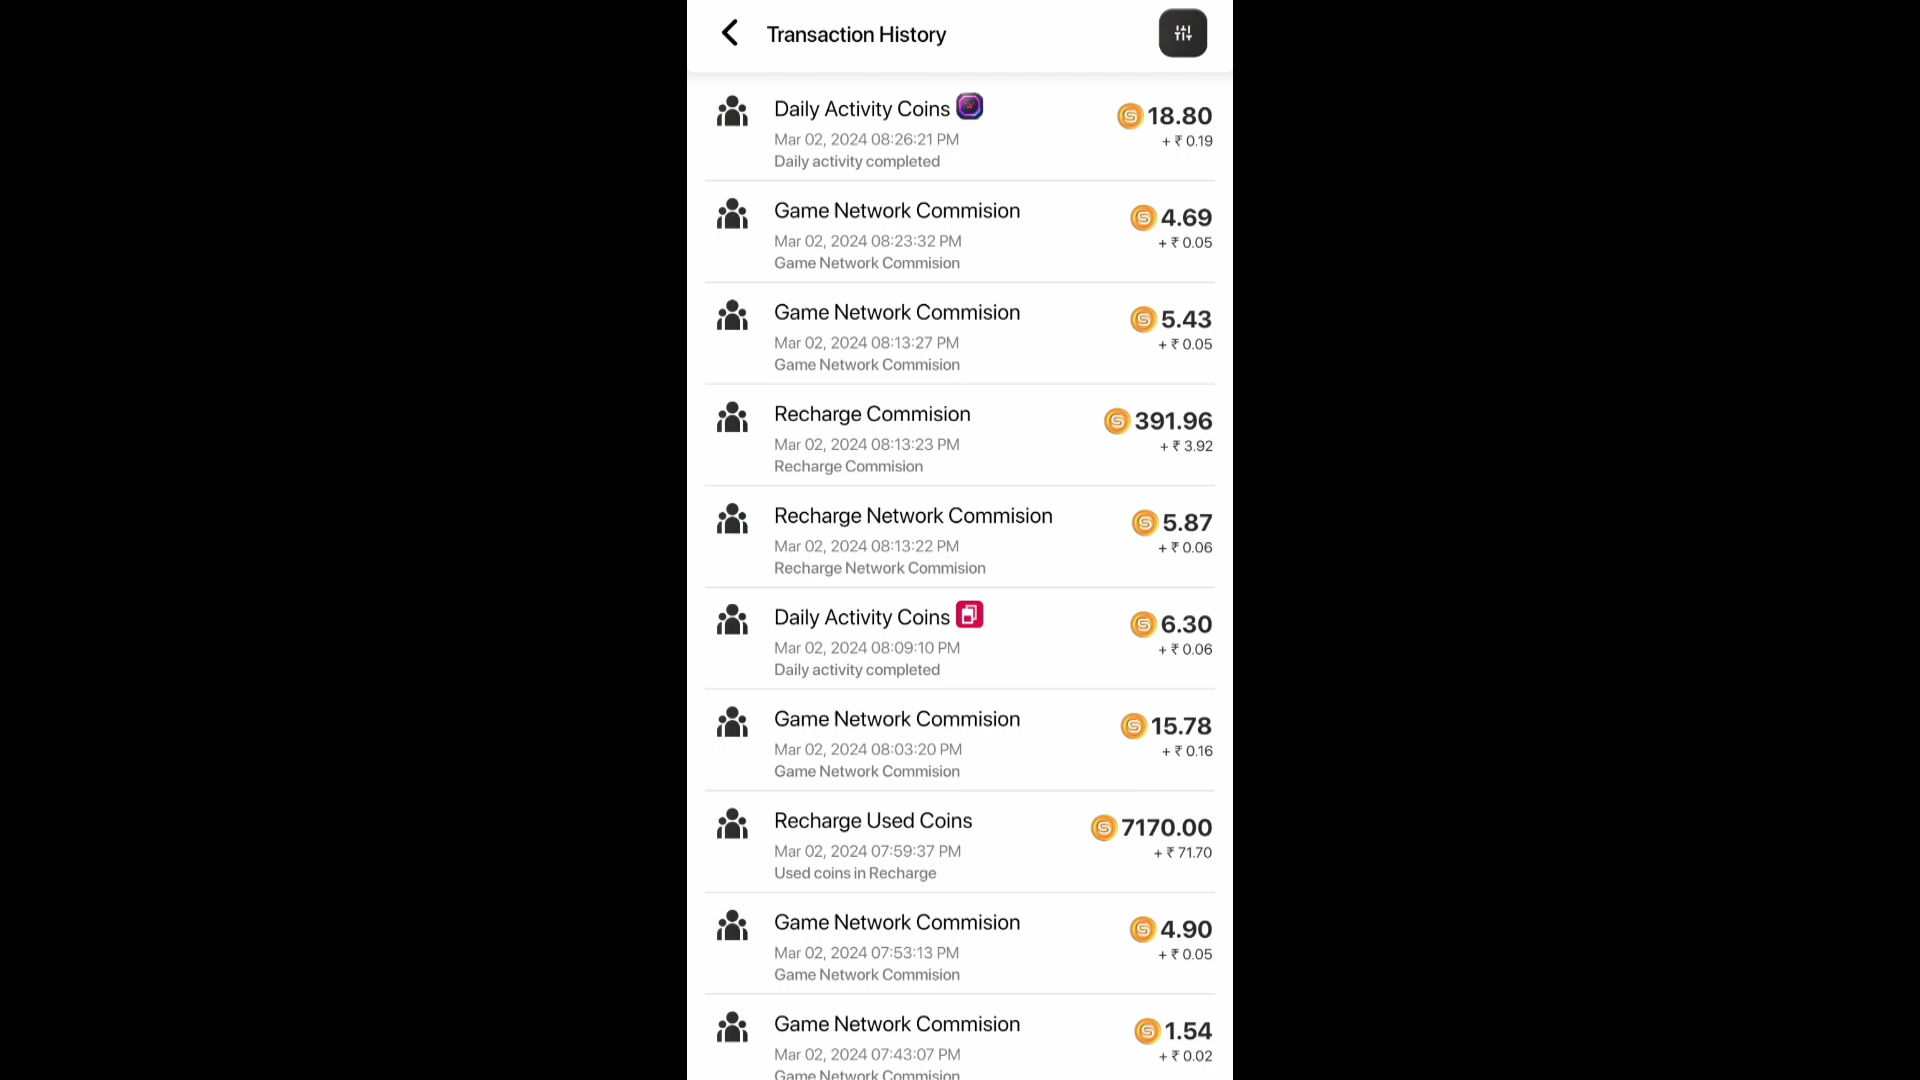 Transaction History
Daily Activity Coins
18.80
Mar 02, 2024 08:26:21 PM
+ ₹ 0.19
Daily activity completed
Game Network Commision
4.69
Mar 02, 2024 08:23:32 PM
+ ₹ 0.05
Game Network Commision
Game Network Commision
5.43
Mar 02, 2024 08:13:27 PM
+ ₹ 0.05
Game Network Commision
Recharge Commision
391.96
Mar 02, 2024 08:13:23 PM
+ ₹ 3.92
Recharge Commision
Recharge Network Commision
5.87
Mar 02, 2024 08:13:22 PM
+ ₹ 0.06
Recharge Network Commision
Daily Activity Coins
6.30
Mar 02, 2024 08:09:10 PM
+ ₹ 0.06
Daily activity completed
Game Network Commision
15.78
Mar 02, 2024 08:03:20 PM
+ ₹ 0.16
Game Network Commision
Recharge Used Coins
7170.00
Mar 02, 2024 07:59:37 PM
+ ₹ 71.70
Used coins in Recharge
Game Network Commision
4.90
Mar 02, 2024 07:53:13 PM
+ ₹ 0.05
Game Network Commision
Game Network Commision
1.54
Mar 02, 2024 07:43:07 PM
+ ₹ 0.02
Game Network Commision